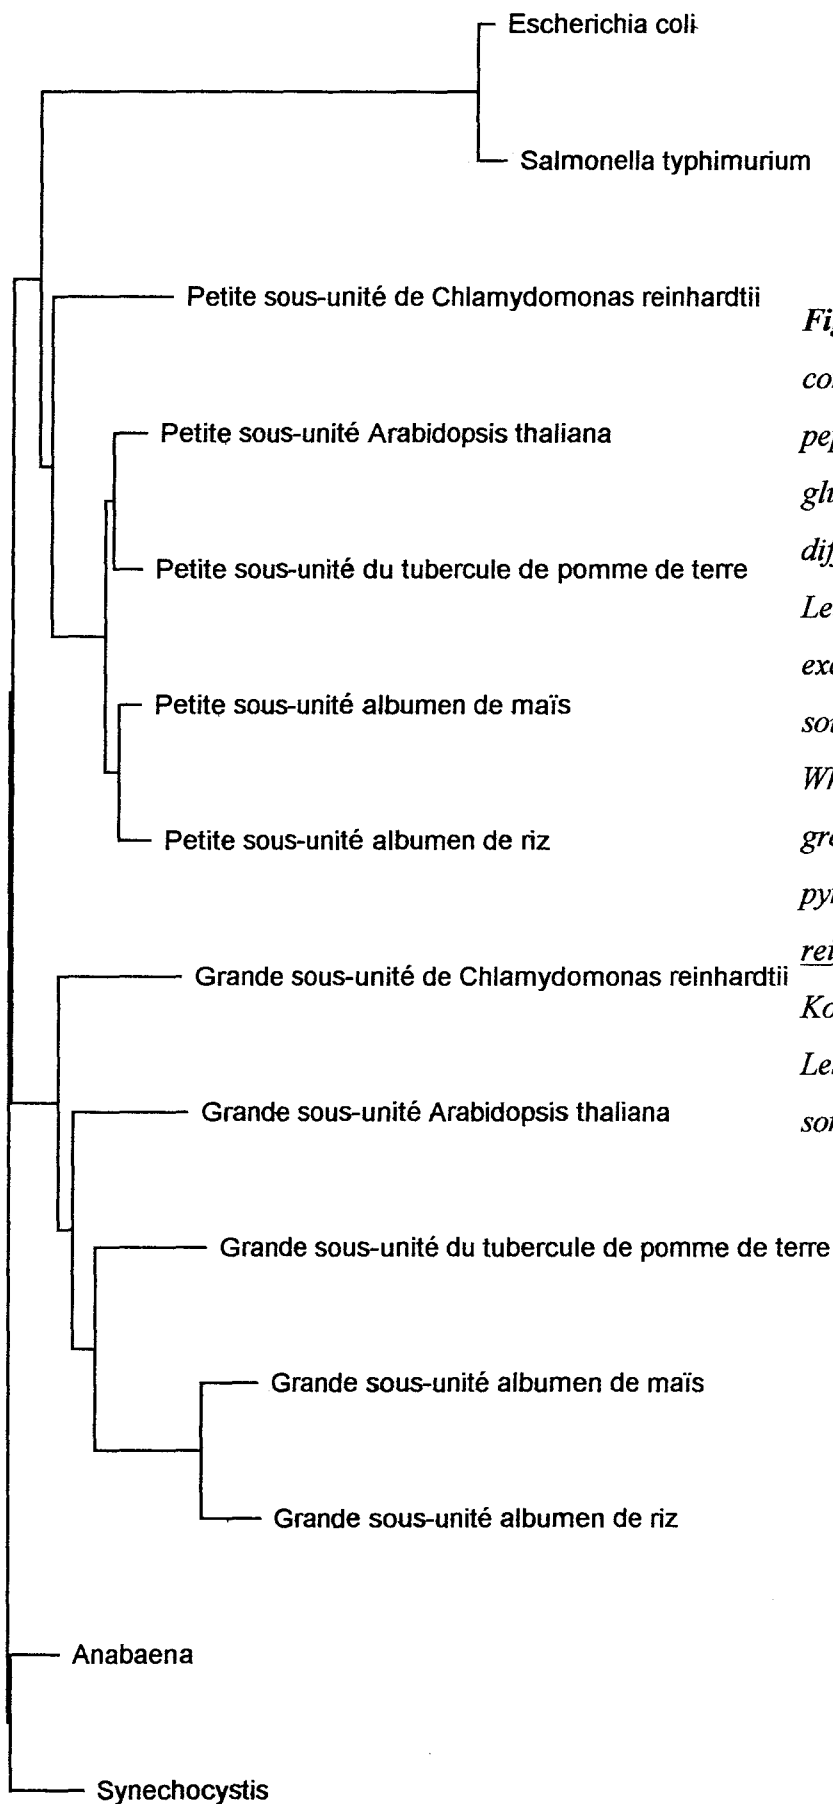 Escherichia coli
Salmonella typhimurium
Petite sous-unité de Chlamydomonas reinhardtii
Petite sous-unité Arabidopsis thaliana
Petite sous-unité du tubercule de pomme de terre
Petite sous-unité albumen de maïs
Petite sous-unité albumen de riz
Grande sous-unité de Chlamydomonas reinhardtii
Grande sous-unité Arabidopsis thaliana
Grande sous-unité du tubercule de pomme de terre
Grande sous-unité albumen de maïs
Grande sous-unité albumen de riz
Anabaena
Synechocystis
Le